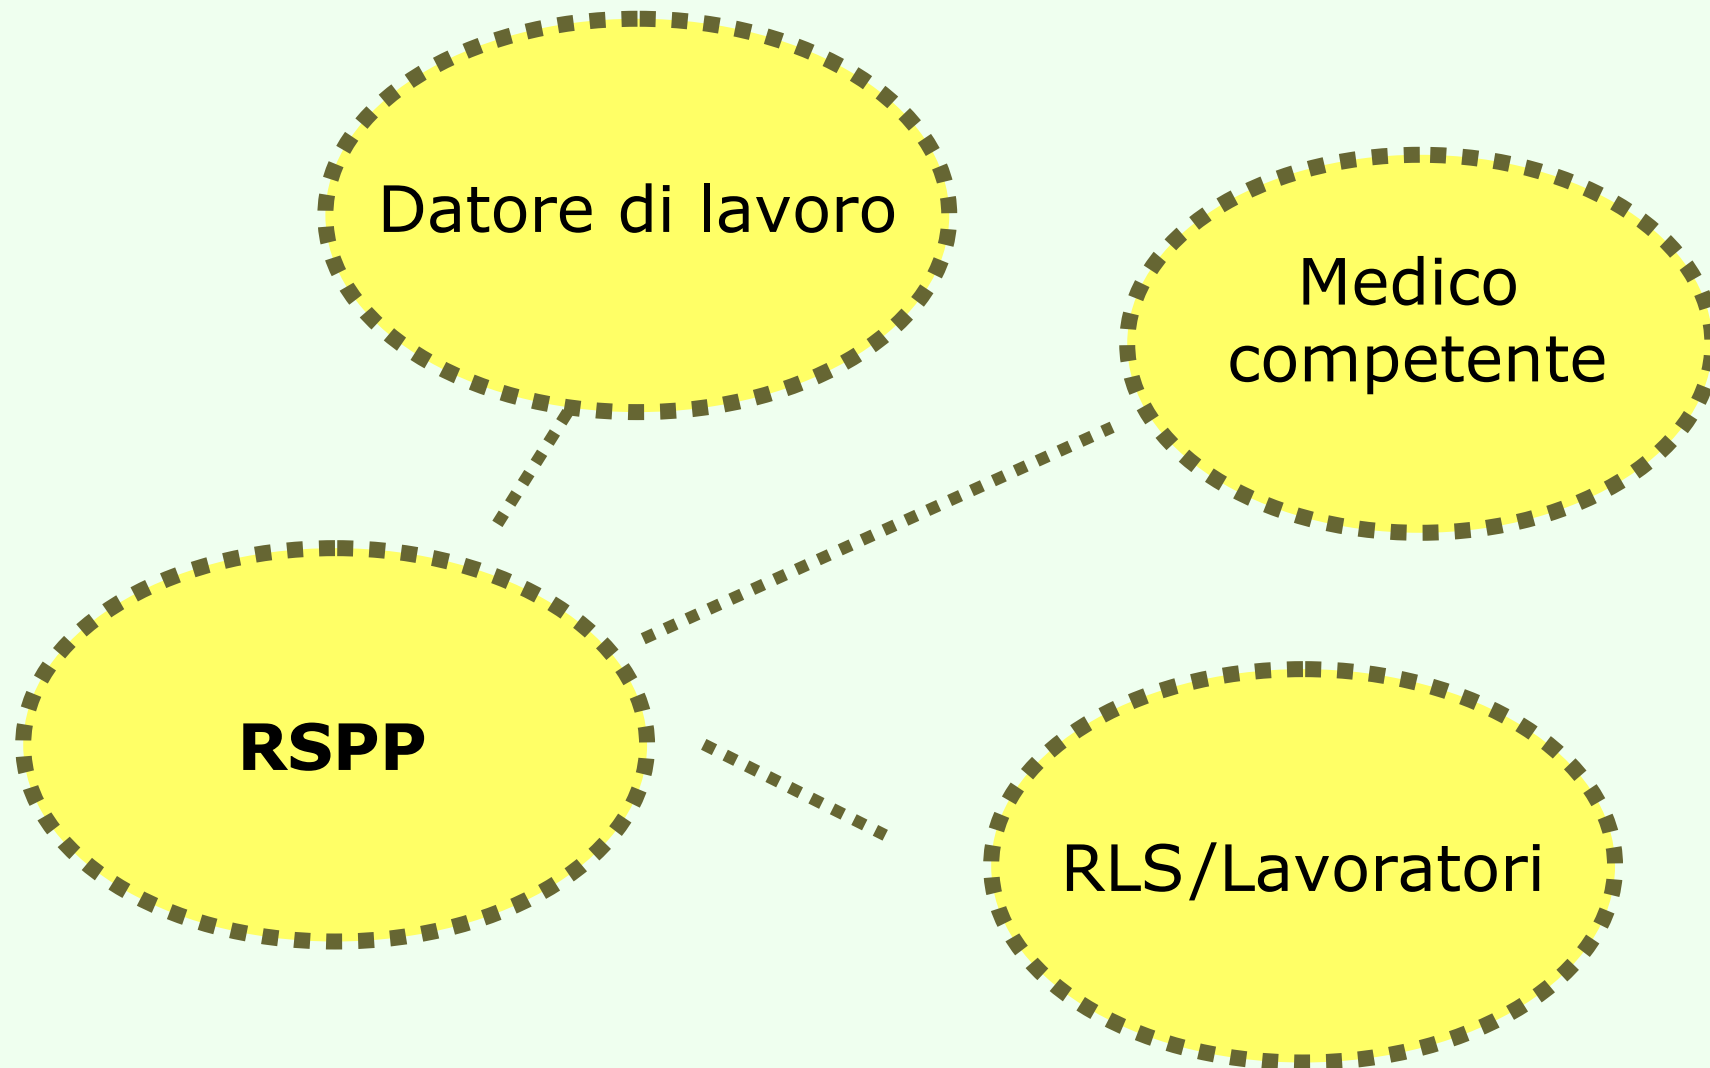 Datore di lavoro
Medico
competente
RSPP
RLS/Lavoratori